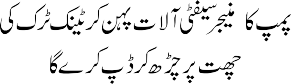 پمپ کا منیجر سیفٹی آلات پہن کر ٹینک ٹرک کی
چھت پر چڑھ کر ڈپ کرے گا